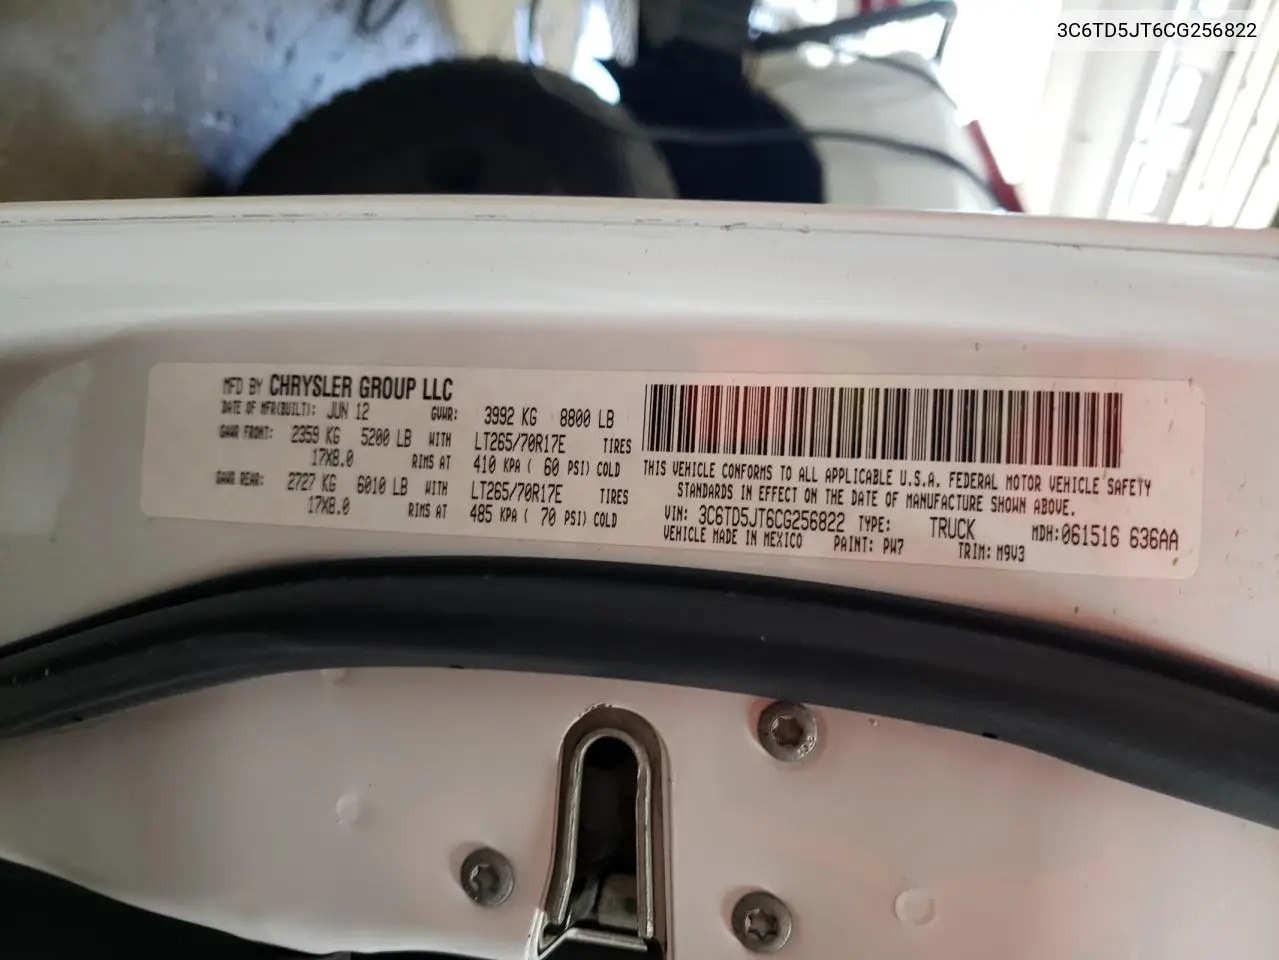 3C6TD5JT6CG256822
MFD BY CHRYSLER GROUP LLC
DATE OF MFR(BUILT): JUN 12 GVWR: 3992 KG 8800 LB
GAWR FRONT: 2359 KG 5200 LB WITH LT265/70R17E TIRES
17X8.0 RIMS AT 410 KPA ( 60 PSI) COLD
GAWR REAR: 2727 KG 6010 LB WITH LT265/70R17E TIRES
17X8.0 RIMS AT 485 KPA ( 70 PSI) COLD
THIS VEHICLE CONFORMS TO ALL APPLICABLE U.S.A. FEDERAL MOTOR VEHICLE SAFETY
STANDARDS IN EFFECT ON THE DATE OF MANUFACTURE SHOWN ABOVE.
VIN: 3C6TD5JT6CG256822 TYPE: TRUCK MDH:061516 636AA
VEHICLE MADE IN MEXICO PAINT: PW7 TRIM: M9V3